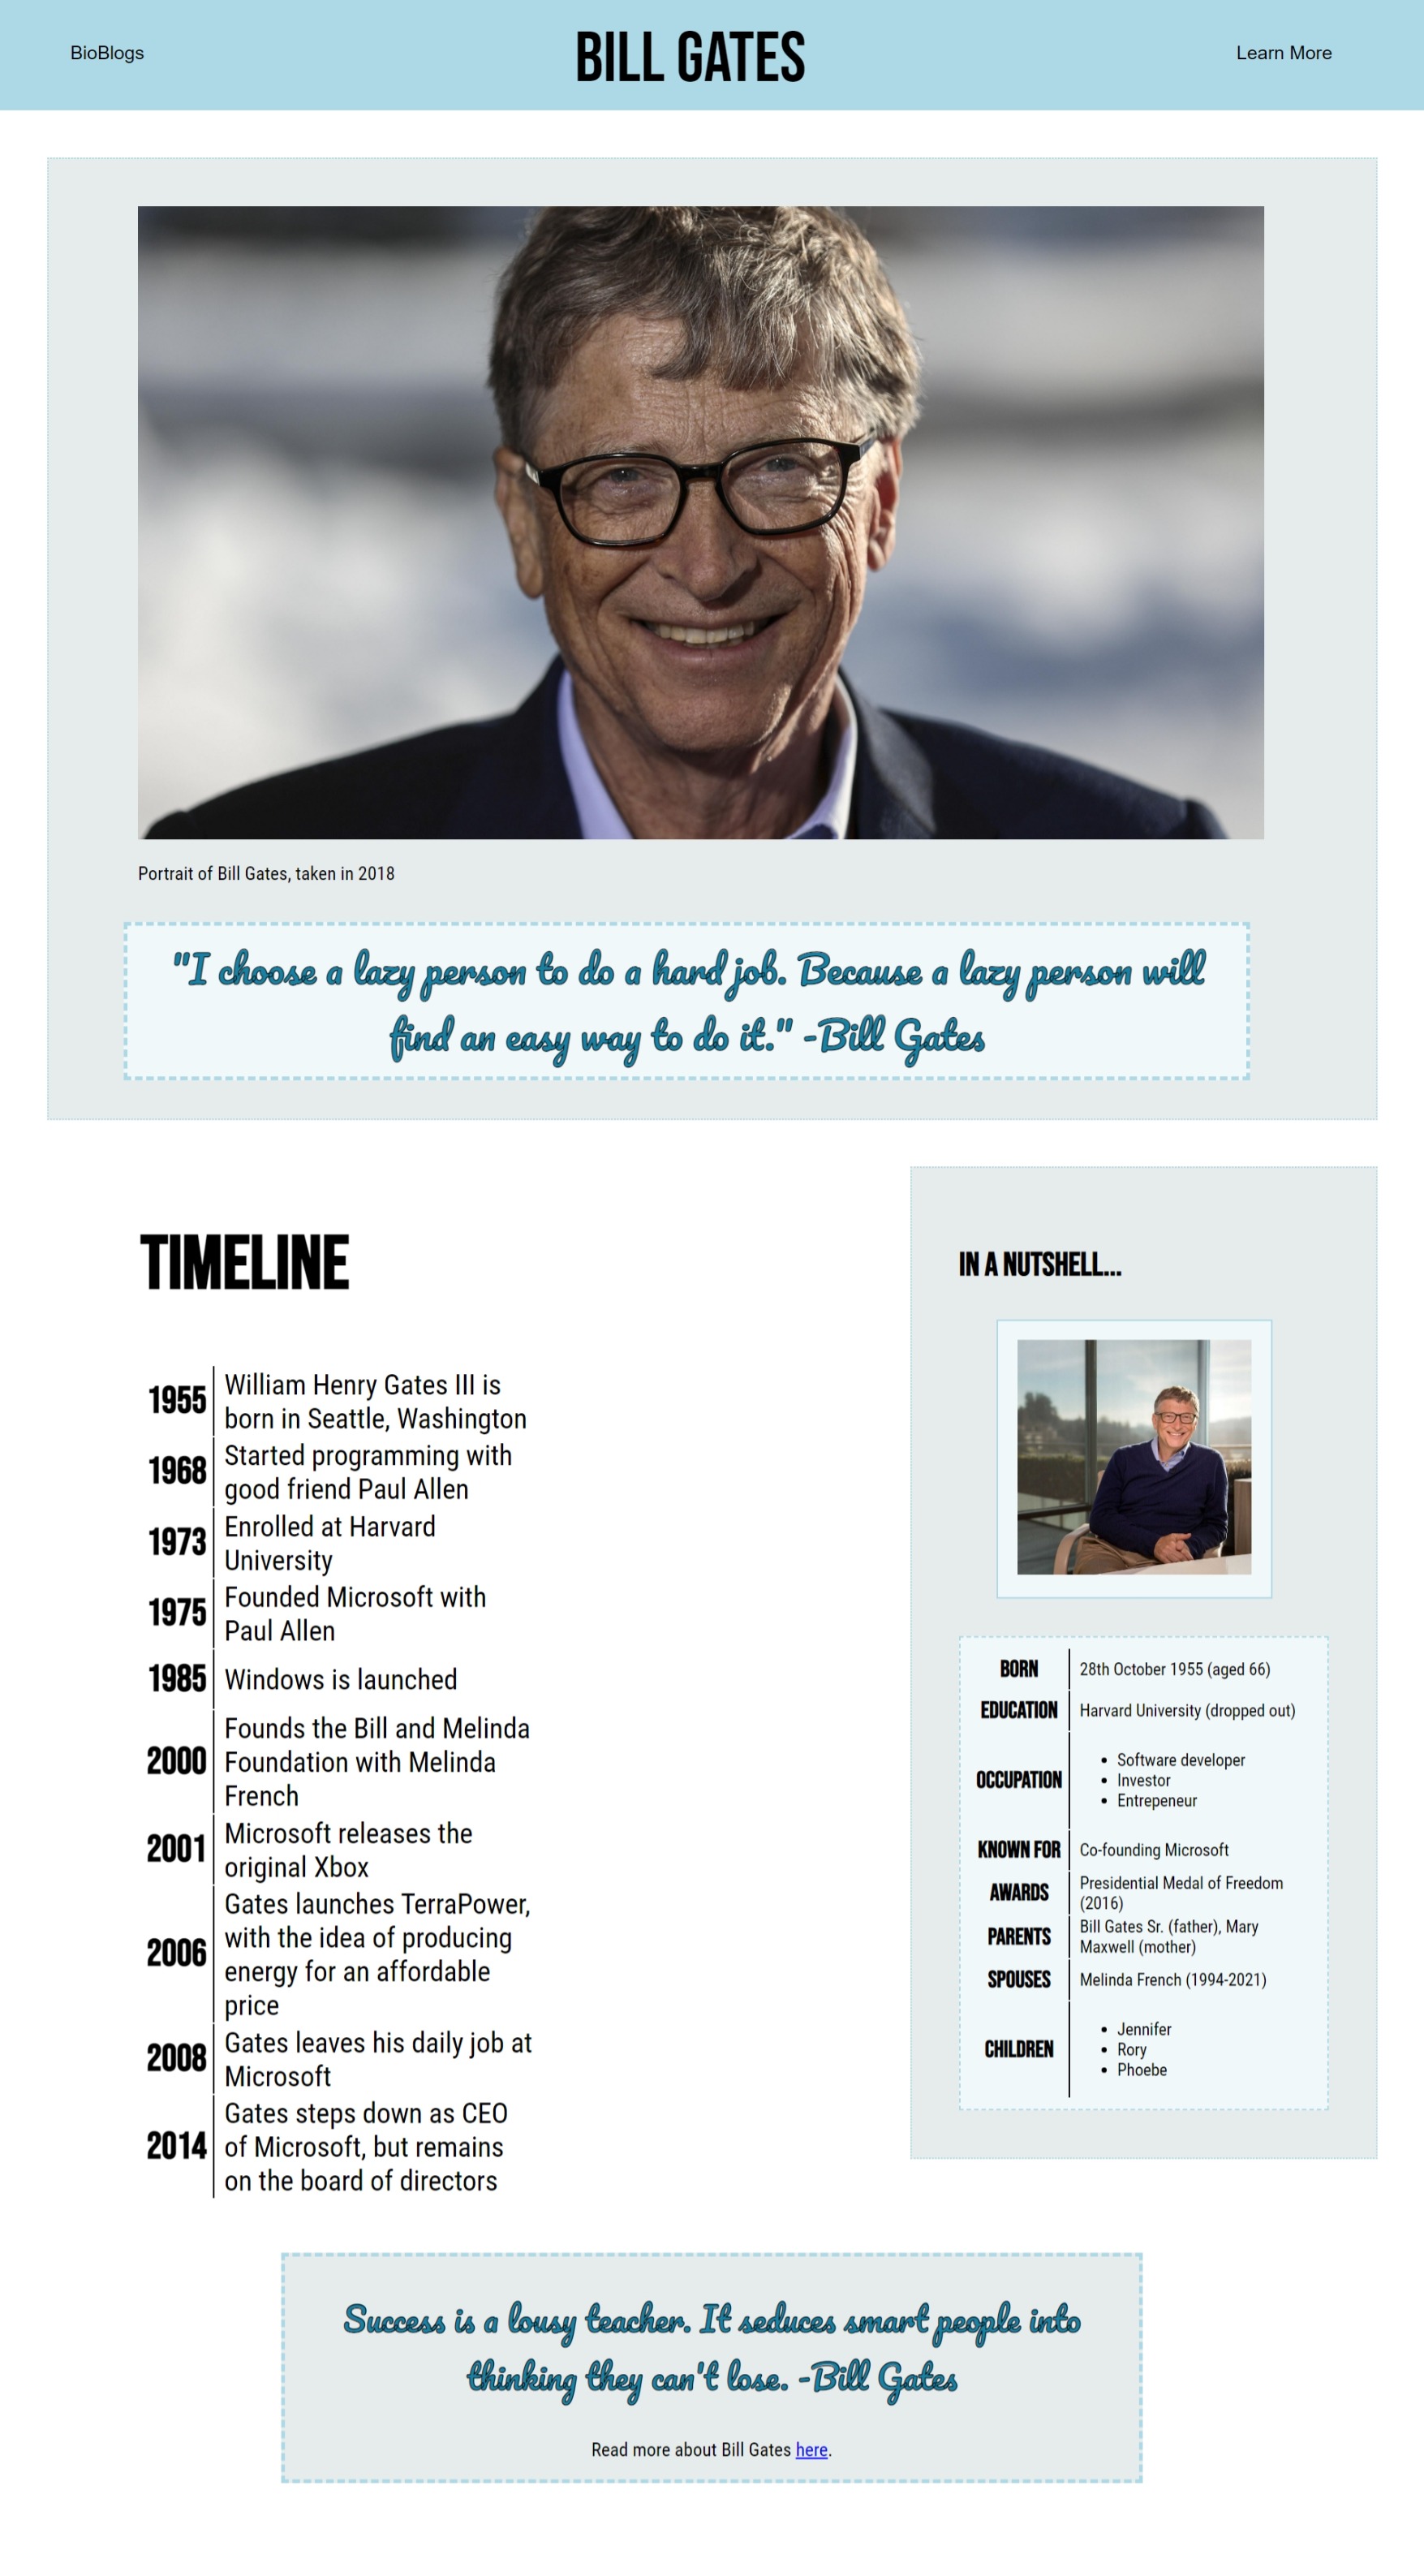 BioBlogs
BILL GATES
Learn More
Portrait of Bill Gates, taken in 2018
"I choose a lazy person to do a hard job. Because a lazy person will
find an easy way to do it." -Bill Gates
TIMELINE
1955
William Henry Gates III is
born in Seattle, Washington
1968
Started programming with
good friend Paul Allen
1973
Enrolled at Harvard
University
1975
Founded Microsoft with
Paul Allen
1985
Windows is launched
2000
Founds the Bill and Melinda
Foundation with Melinda
French
2001
Microsoft releases the
original Xbox
2006
Gates launches TerraPower,
with the idea of producing
energy for an affordable
price
2008
Gates leaves his daily job at
Microsoft
2014
Gates steps down as CEO
of Microsoft, but remains
on the board of directors
IN A NUTSHELL...
BORN
28th October 1955 (aged 66)
EDUCATION
Harvard University (dropped out)
OCCUPATION
• Software developer
• Investor
• Entrepeneur
KNOWN FOR
Co-founding Microsoft
AWARDS
Presidential Medal of Freedom
(2016)
PARENTS
Bill Gates Sr. (father), Mary
Maxwell (mother)
SPOUSES
Melinda French (1994-2021)
CHILDREN
• Jennifer
• Rory
• Phoebe
Success is a lousy teacher. It seduces smart people into
thinking they can't lose. -Bill Gates
Read more about Bill Gates here.